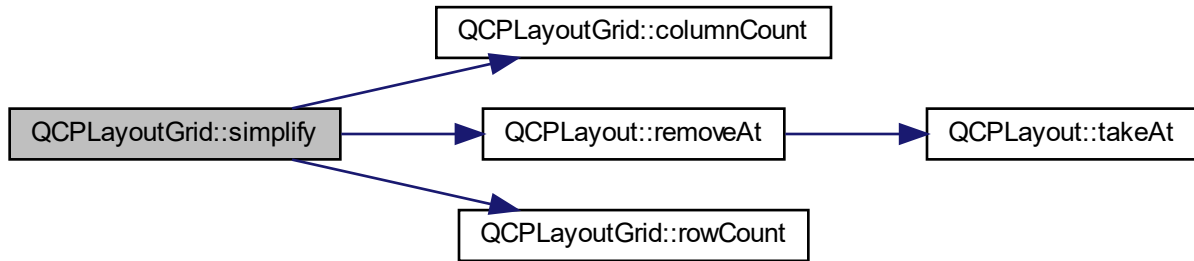 QCPLayoutGrid::columnCount
QCPLayoutGrid::simplify
QCPLayout::removeAt
QCPLayout::takeAt
QCPLayoutGrid::rowCount